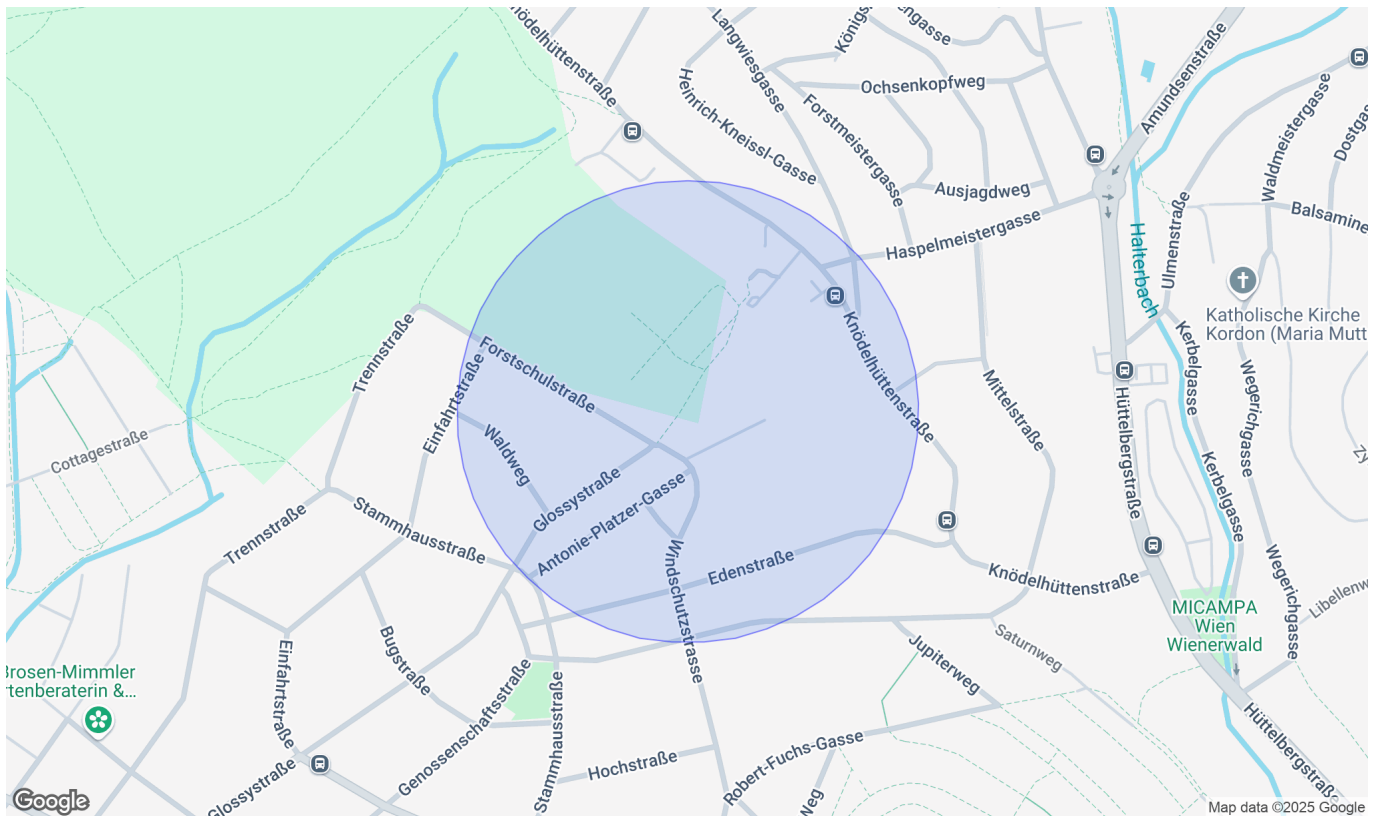 nödelhüttenstraße
Langwiesgasse
Königs
engasse
Heinrich-Kneissl-Gasse
Forstmeistergasse
Ochsenkopfweg
Amundsenstraße
Waldmeistergasse
Dostga
Ausjagdweg
Haspelmeistergasse
Balsamine
Ulmenstraße
Halterbach
Katholische Kirche
Kordon (Maria Mutt
Trennstraße
Forstschulstraße
Einfahrtstraße
Knödelhüttenstraße
Mittelstraße
Hüttelbergstraße
Kerbelgasse
Wegerichgasse
Cottagestraße
Waldweg
Glossystraße
Antonie-Platzer-Gasse
Kerbelgasse
Trennstraße
Stammhausstraße
Windschutzstrasse
Edenstraße
Knödelhüttenstraße
Wegerichgasse
Libellenw
MICAMPA
Wien
Wienerwald
Saturnweg
Jupiterweg
Brosen-Mimmler
rtenberaterin &...
Einfahrtstraße
Bugstraße
Genossenschaftsstraße
Stammhausstraße
Hochstraße
Robert-Fuchs-Gasse
Weg
Glossystraße
Hüttelbergstraße
Google
Map data ©2025 Google